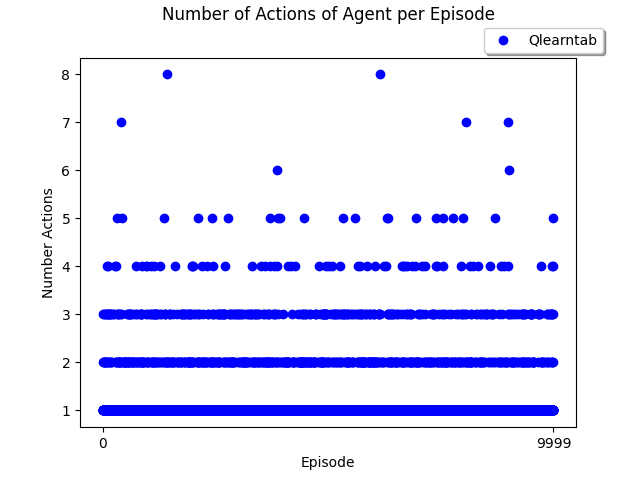 Number of Actions of Agent per Episode
Qlearntab
8
7
6
5
4
3
2
1
Number Actions
0 9999
Episode